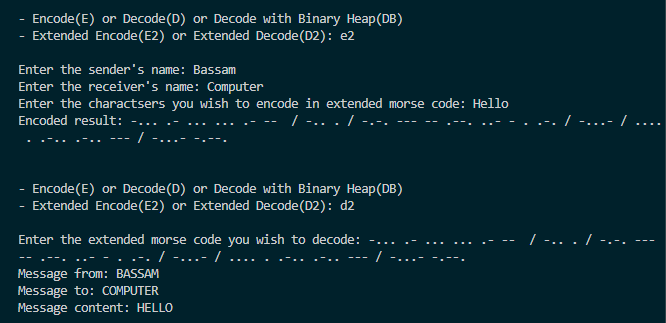 - Encode(E) or Decode(D) or Decode with Binary Heap(DB)
- Extended Encode(E2) or Extended Decode(D2): e2
Enter the sender's name: Bassam
Enter the receiver's name: Computer
Enter the charactsers you wish to encode in extended morse code: Hello
Encoded result: -... .- ... ... .- --  / -.. . / -.-. --- -- .--. ..- - . .-. / -...- / ....
 . .-.. .-.. --- / -...- -.--.
- Encode(E) or Decode(D) or Decode with Binary Heap(DB)
- Extended Encode(E2) or Extended Decode(D2): d2
Enter the extended morse code you wish to decode: -... .- ... ... .- --  / -.. . / -.-. ---
-- .--. ..- - . .-. / -...- / .... . .-.. .-.. --- / -...- -.--.
Message from: BASSAM
Message to: COMPUTER
Message content: HELLO